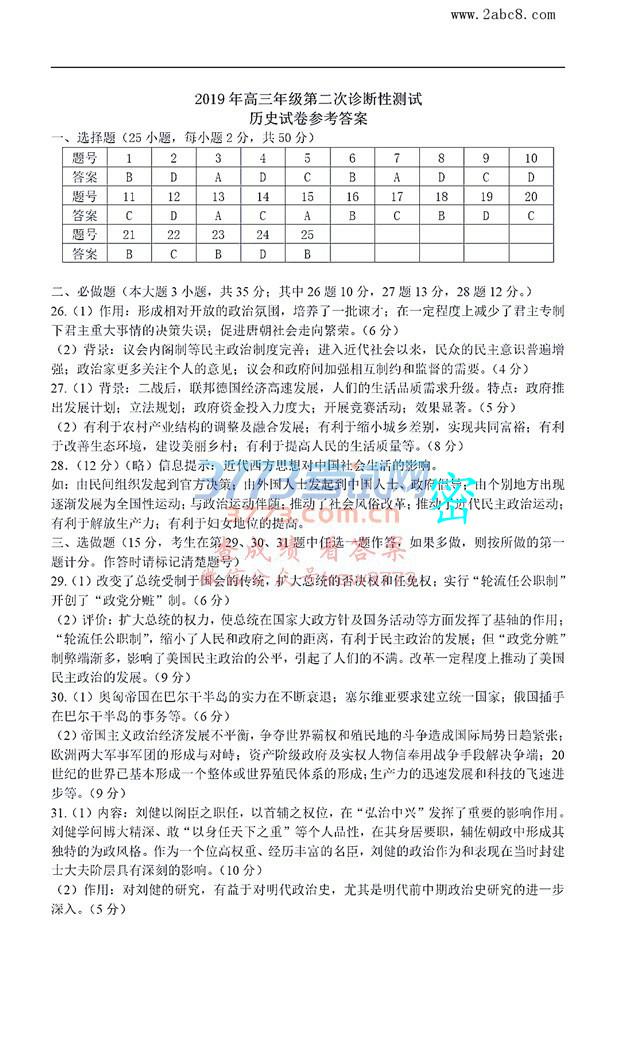 www.2abc8.com
2019 年高三年级第二次诊断性测试
历史试卷参考答案
一、选择题（25 小题，每小题 2 分，共 50 分）
题号 1 2 3 4 5 6 7 8 9 10
答案 B D A D C B A D C D
题号 11 12 13 14 15 16 17 18 19 20
答案 C D A C A B C B D C
题号 21 22 23 24 25
答案 B C B D B
二、必做题（本大题 3 小题，共 35 分；其中 26 题 10 分，27 题 13 分，28 题 12 分。）
26.（1）作用：形成相对开放的政治氛围，培养了一批谏才；在一定程度上减少了君主专制
下君主重大事情的决策失误；促进唐朝社会走向繁荣。（6 分）
（2）背景：议会内阁制等民主政治制度完善；进入近代社会以来，民众的民主意识普遍增
强；政治家更多关注个人的意见；议会和政府间加强相互制约和监督的需要。（4 分）
27.（1）背景：二战后，联邦德国经济高速发展，人们的生活品质需求升级。特点：政府推
出发展计划；立法规划；政府资金投入力度大；开展竞赛活动；效果显著。（5 分）
（2）有利于农村产业结构的调整及融合发展；有利于缩小城乡差别，实现共同富裕；有利
于改善生态环境，建设美丽乡村；有利于提高人民的生活质量等。（8 分）
28.（12 分）（略）信息提示：近代西方思想对中国社会生活的影响。
如：由民间组织发起到官方决策；由外国人士发起到中国人士、政府倡导；由个别地方出现
逐渐发展为全国性运动；与政治运动伴随；推动了社会风俗改革；推动了近代民主政治运动；
有利于解放生产力；有利于妇女地位的提高。
密
3773考试网
3773.com.cn
查成绩 看答案
三、选做题（15 分，考生在第 29、30、31 题中任选一题作答，如果多做，则按所做的第一
题计分。作答时请标记清楚题号）
29.（1）改变了总统受制于国会的传统，扩大总统的否决权和任免权；实行“轮流任公职制”
开创了“政党分赃”制。（6 分）
（2）评价：扩大总统的权力，使总统在国家大政方针及国务活动等方面发挥了基轴的作用；
“轮流任公职制”，缩小了人民和政府之间的距离，有利于民主政治的发展；但“政党分赃”
制弊端渐多，影响了美国民主政治的公平，引起了人们的不满。改革一定程度上推动了美国
民主政治的发展。（9 分）
30.（1）奥匈帝国在巴尔干半岛的实力在不断衰退；塞尔维亚要求建立统一国家；俄国插手
在巴尔干半岛的事务等。（6 分）
（2）帝国主义政治经济发展不平衡，争夺世界霸权和殖民地的斗争造成国际局势日趋紧张；
欧洲两大军事军团的形成与对峙；资产阶级政府及实权人物信奉用战争手段解决争端；20
世纪的世界已基本形成一个整体或世界殖民体系的形成；生产力的迅速发展和科技的飞速进
步等。（9 分）
31.（1）内容：刘健以阁臣之职任，以首辅之权位，在“弘治中兴”发挥了重要的影响作用。
刘健学问博大精深、敢“以身任天下之重”等个人品性，在其身居要职，辅佐朝政中形成其
独特的为政风格。作为一个位高权重、经历丰富的名臣，刘健的政治作为和表现在当时封建
士大夫阶层具有深刻的影响。（10 分）
（2）作用：对刘健的研究，有益于对明代政治史，尤其是明代前中期政治史研究的进一步
深入。（5 分）